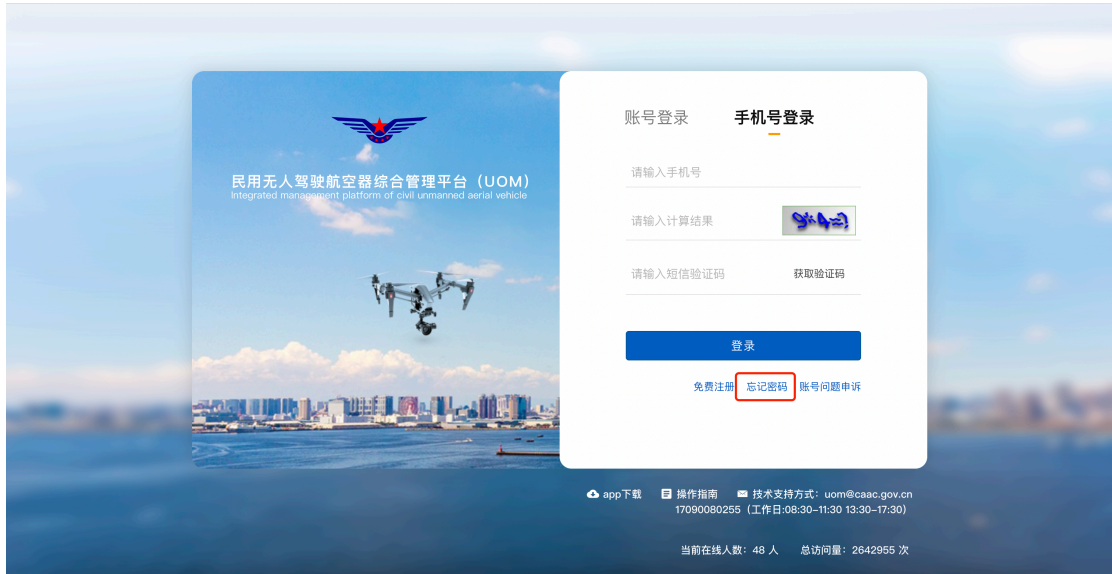 民用无人驾驶航空器综合管理平台（UOM）
Integrated management platform of civil unmanned aerial vehicle
账号登录 手机号登录
请输入手机号
请输入计算结果 9*4=?
请输入短信验证码 获取验证码
登录
免费注册 忘记密码 账号问题申诉
app下载 操作指南 技术支持方式：uom@caac.gov.cn
17090080255（工作日:08:30-11:30 13:30-17:30）
当前在线人数：48 人 总访问量：2642955 次